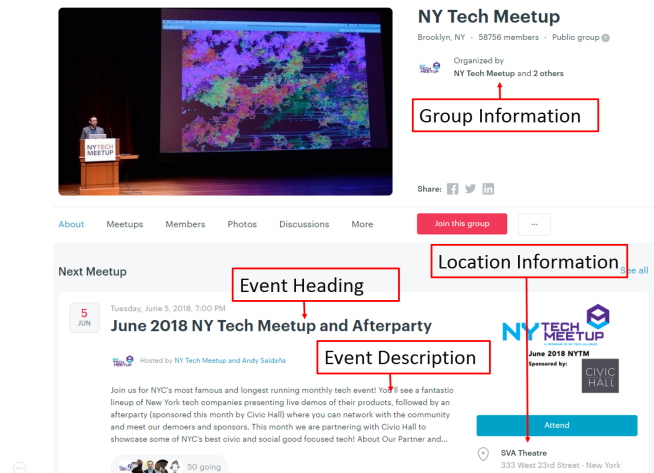 NY Tech Meetup
Brooklyn, NY · 58756 members · Public group
Organized by
NY Tech Meetup and 2 others
Group Information
NYTECH
MEETUP
Share:
About Meetups Members Photos Discussions More
Join this group
...
Next Meetup
Location Information
See all
Event Heading
5
JUN
Tuesday, June 5, 2018, 7:00 PM
June 2018 NY Tech Meetup and Afterparty
Hosted by NY Tech Meetup and Andy Saldaña
Event Description
Join us for NYC's most famous and longest running monthly tech event! You'll see a fantastic
lineup of New York tech companies presenting live demos of their products, followed by an
afterparty (sponsored this month by Civic Hall) where you can network with the community
and meet our demoers and sponsors. This month we are partnering with Civic Hall to
showcase some of NYC's best civic and social good focused tech! About Our Partner and...
50 going
NY TECH
MEETUP
June 2018 NYTM
Sponsored by:
CIVIC
HALL
Attend
SVA Theatre
333 West 23rd Street · New York